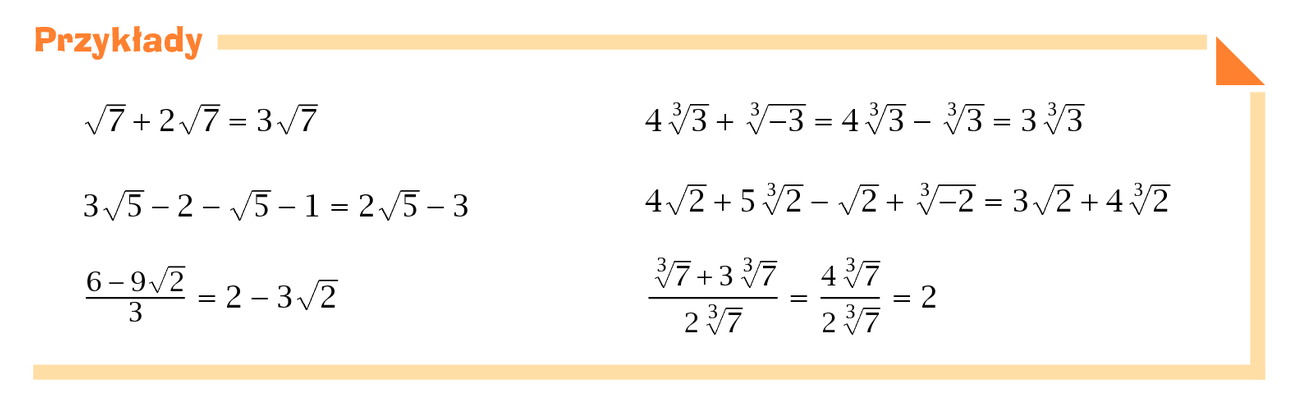 Przykłady
√7 + 2√7 = 3√7
3√5 − 2 − √5 − 1 = 2√5 − 3
(6 − 9√2)/3 = 2 − 3√2
4∛3 + ∛−3 = 4∛3 − ∛3 = 3∛3
4√2 + 5∛2 − √2 + ∛−2 = 3√2 + 4∛2
(∛7 + 3∛7)/(2∛7) = (4∛7)/(2∛7) = 2